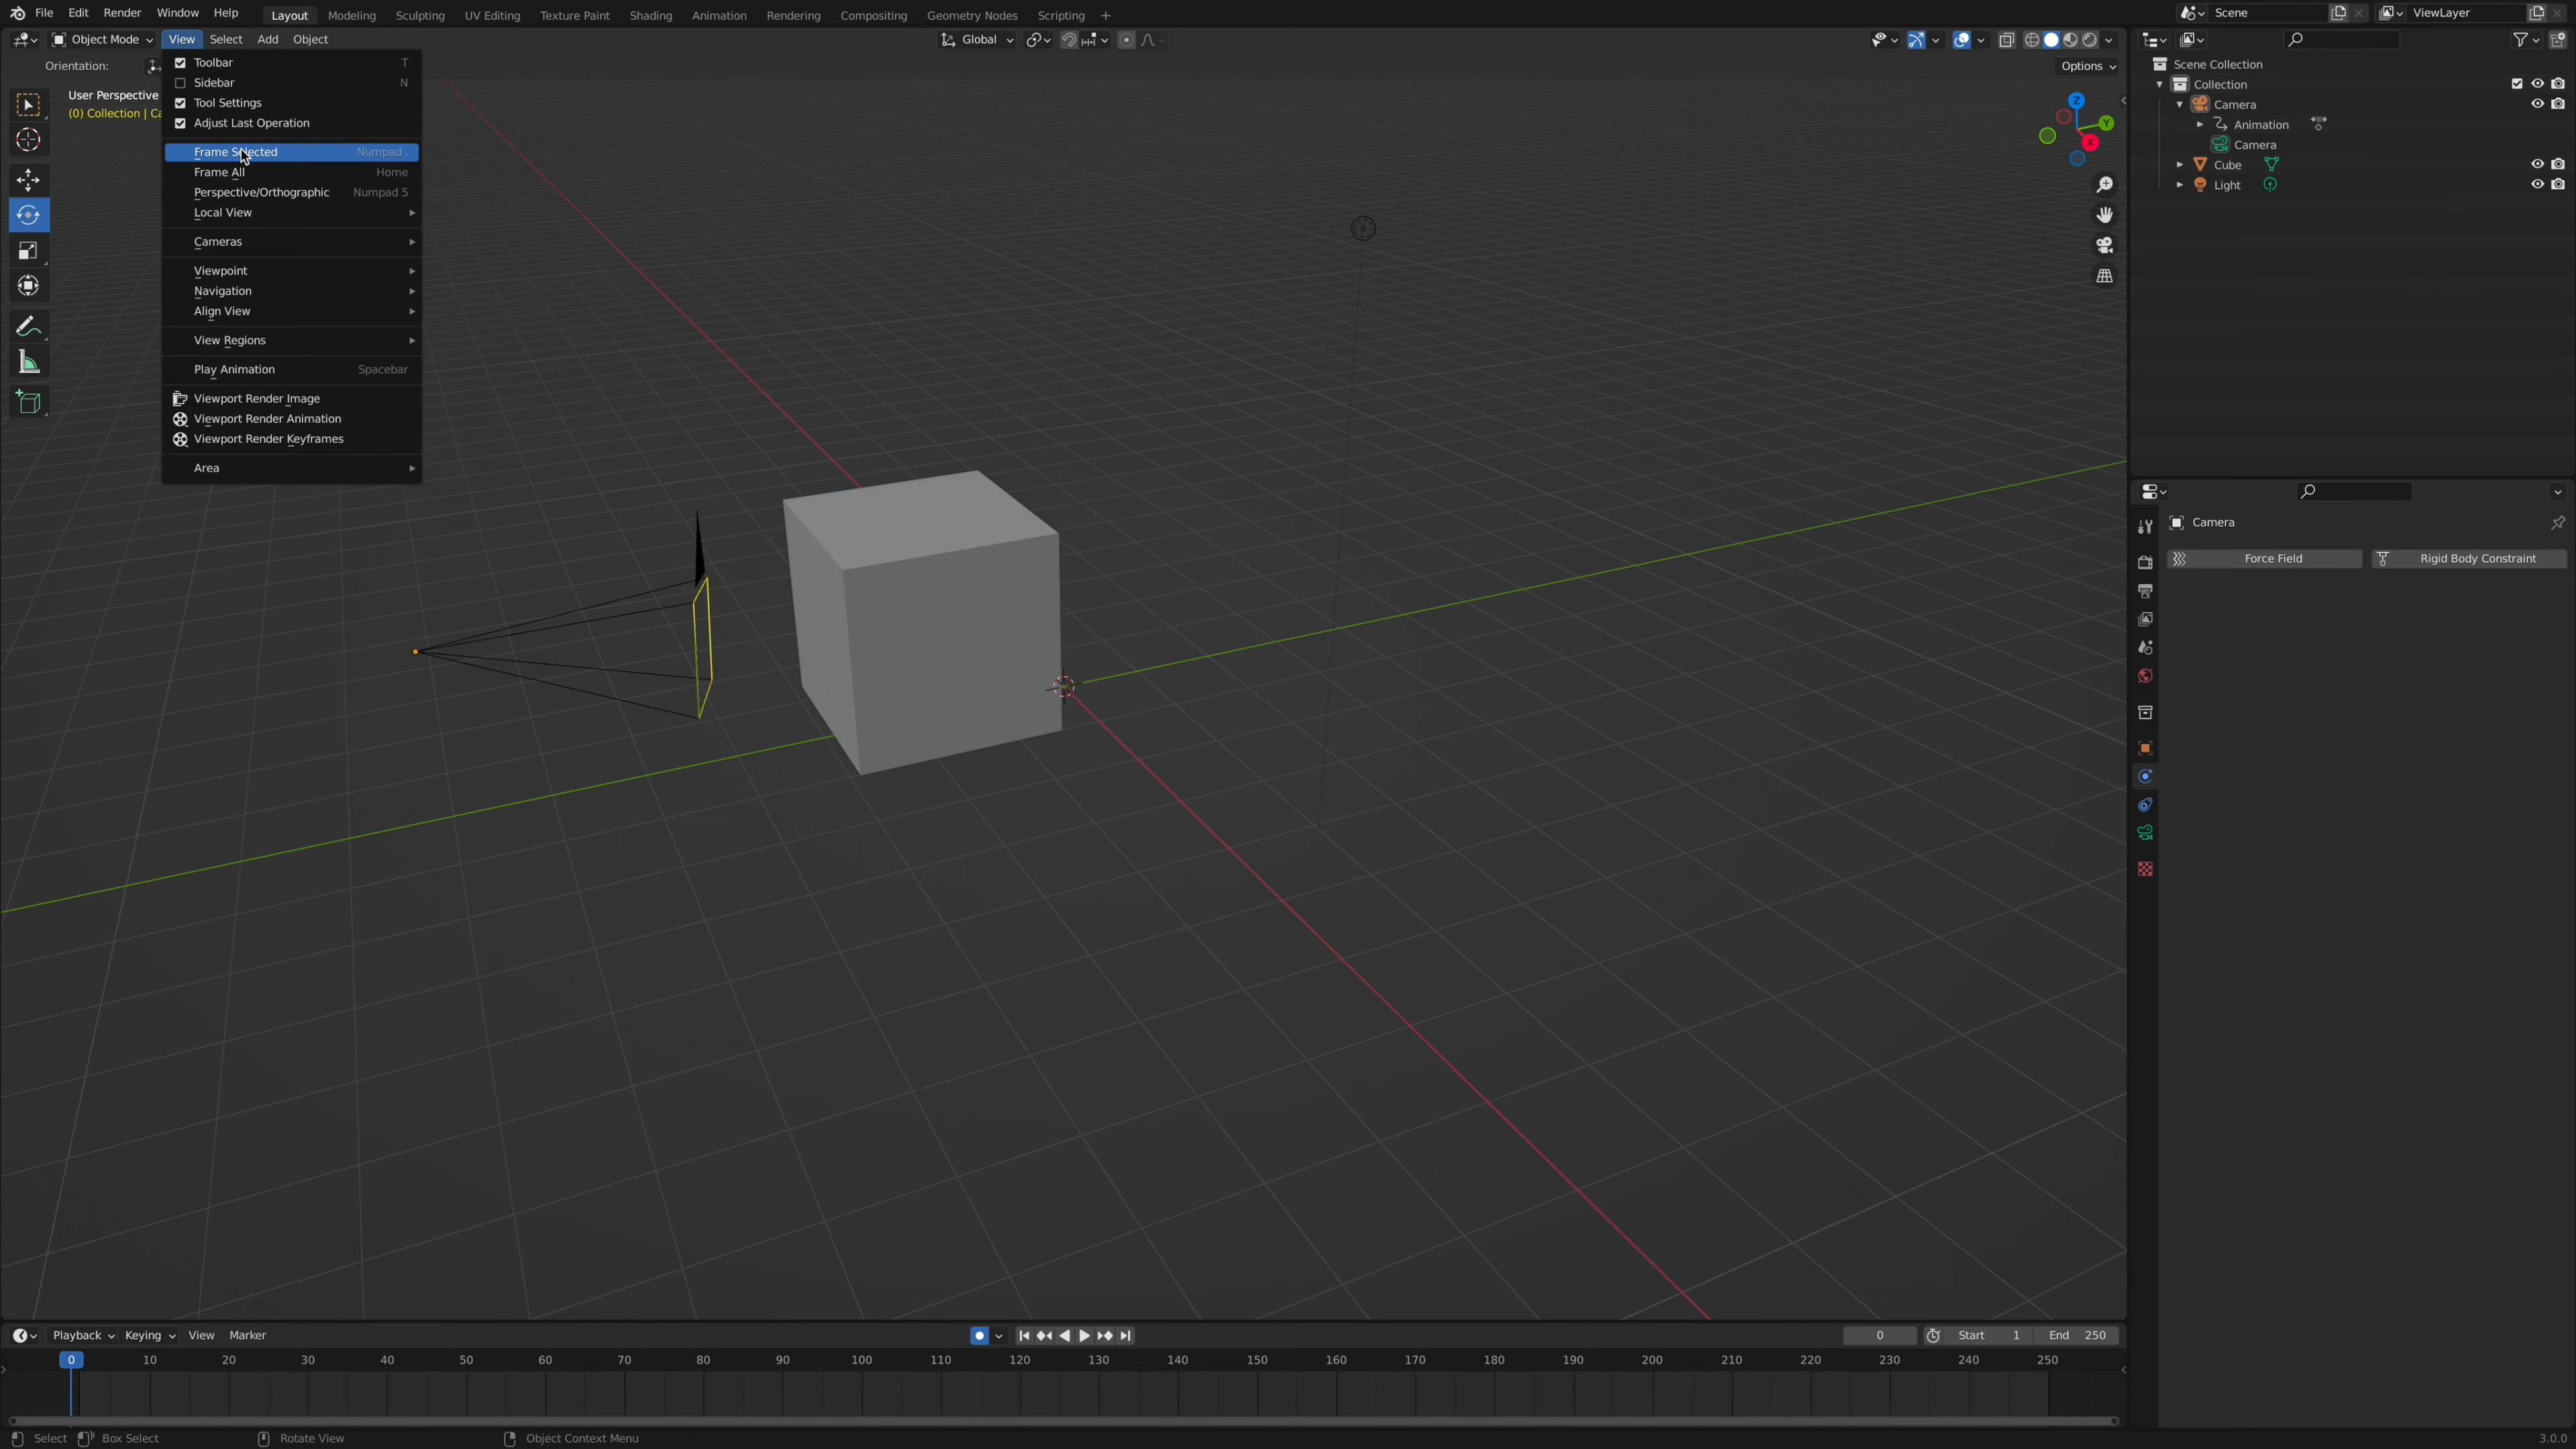 File Edit Render Window Help Layout Modeling Sculpting UV Editing Texture Paint Shading Animation Rendering Compositing Geometry Nodes Scripting + Scene ViewLayer
Object Mode View Select Add Object Global
Orientation: Options
User Perspective
(0) Collection |
Toolbar T
Sidebar N
Tool Settings
Adjust Last Operation
Frame Selected Numpad .
Frame All Home
Perspective/Orthographic Numpad 5
Local View
Cameras
Viewpoint
Navigation
Align View
View Regions
Play Animation Spacebar
Viewport Render Image
Viewport Render Animation
Viewport Render Keyframes
Area
Z
Y
X
Scene Collection
Collection
Camera
Animation
Camera
Cube
Light
Camera
Force Field Rigid Body Constraint
Playback Keying View Marker 0 Start 1 End 250
0 10 20 30 40 50 60 70 80 90 100 110 120 130 140 150 160 170 180 190 200 210 220 230 240 250
Select Box Select Rotate View Object Context Menu 3.0.0